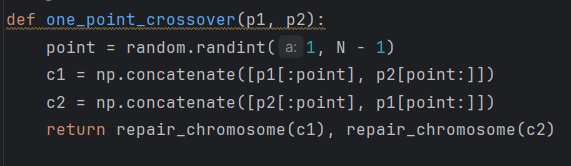 def one_point_crossover(p1, p2):
    point = random.randint(a: 1, N - 1)
    c1 = np.concatenate([p1[:point], p2[point:]])
    c2 = np.concatenate([p2[:point], p1[point:]])
    return repair_chromosome(c1), repair_chromosome(c2)